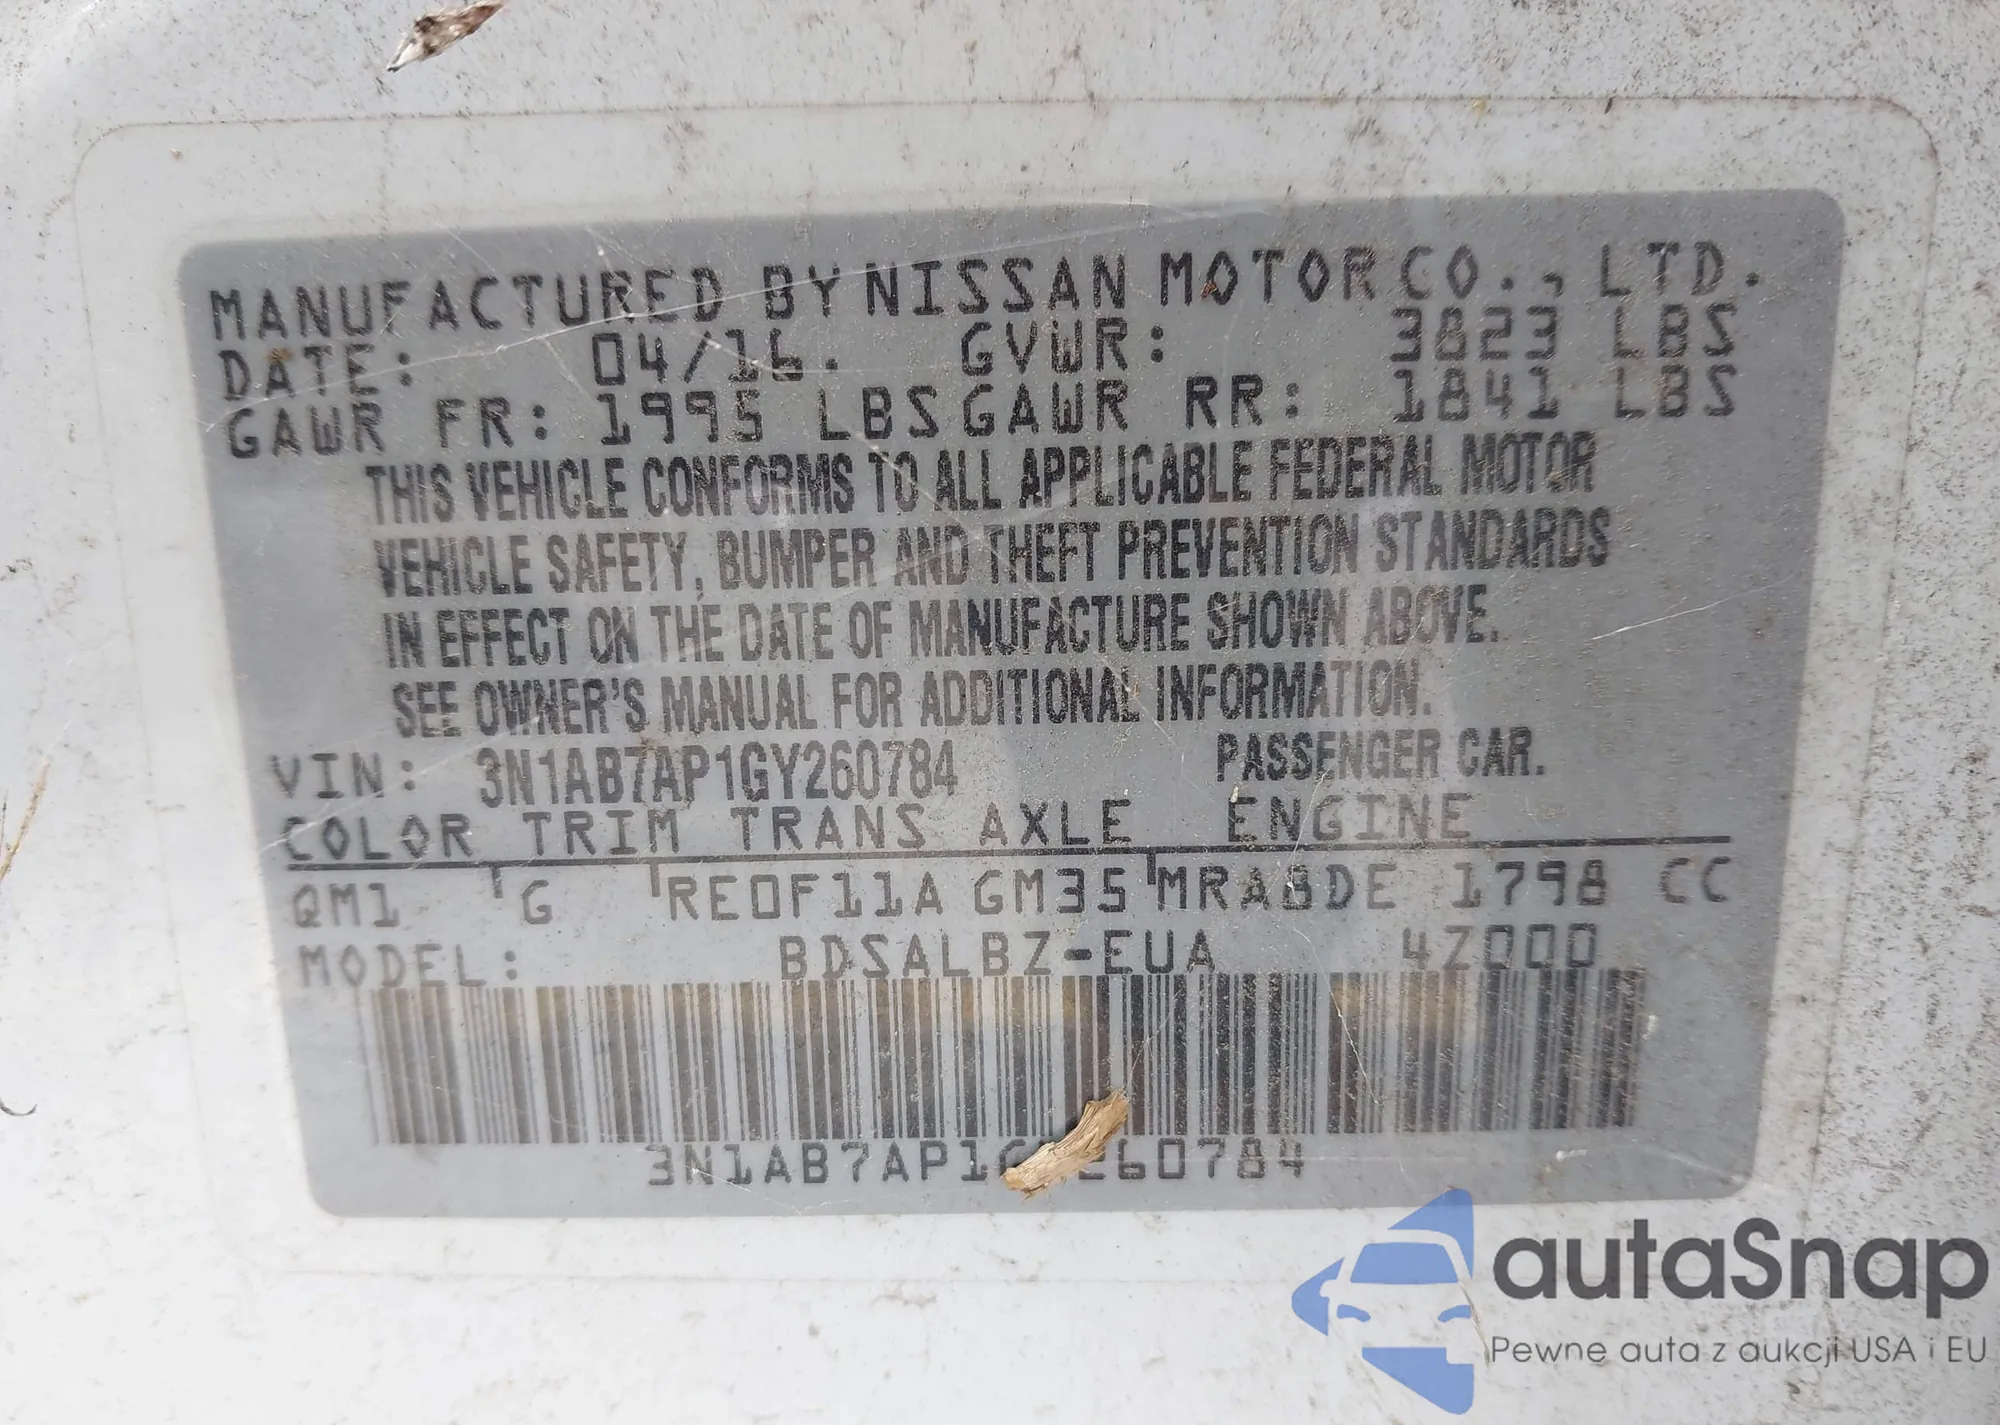 MANUFACTURED BY NISSAN MOTOR CO., LTD.
DATE: 04/16. GVWR: 3823 LBS
GAWR FR: 1995 LBS GAWR RR: 1841 LBS
THIS VEHICLE CONFORMS TO ALL APPLICABLE FEDERAL MOTOR
VEHICLE SAFETY, BUMPER AND THEFT PREVENTION STANDARDS
IN EFFECT ON THE DATE OF MANUFACTURE SHOWN ABOVE.
SEE OWNER'S MANUAL FOR ADDITIONAL INFORMATION.
VIN: 3N1AB7AP1GY260784 PASSENGER CAR.
COLOR TRIM TRANS AXLE ENGINE
QM1 G RE0F11A GM35 MRA8DE 1798 CC
MODEL: BDSALBZ-EUA 4Z000
autaSnap
Pewne auta z aukcji USA i EU